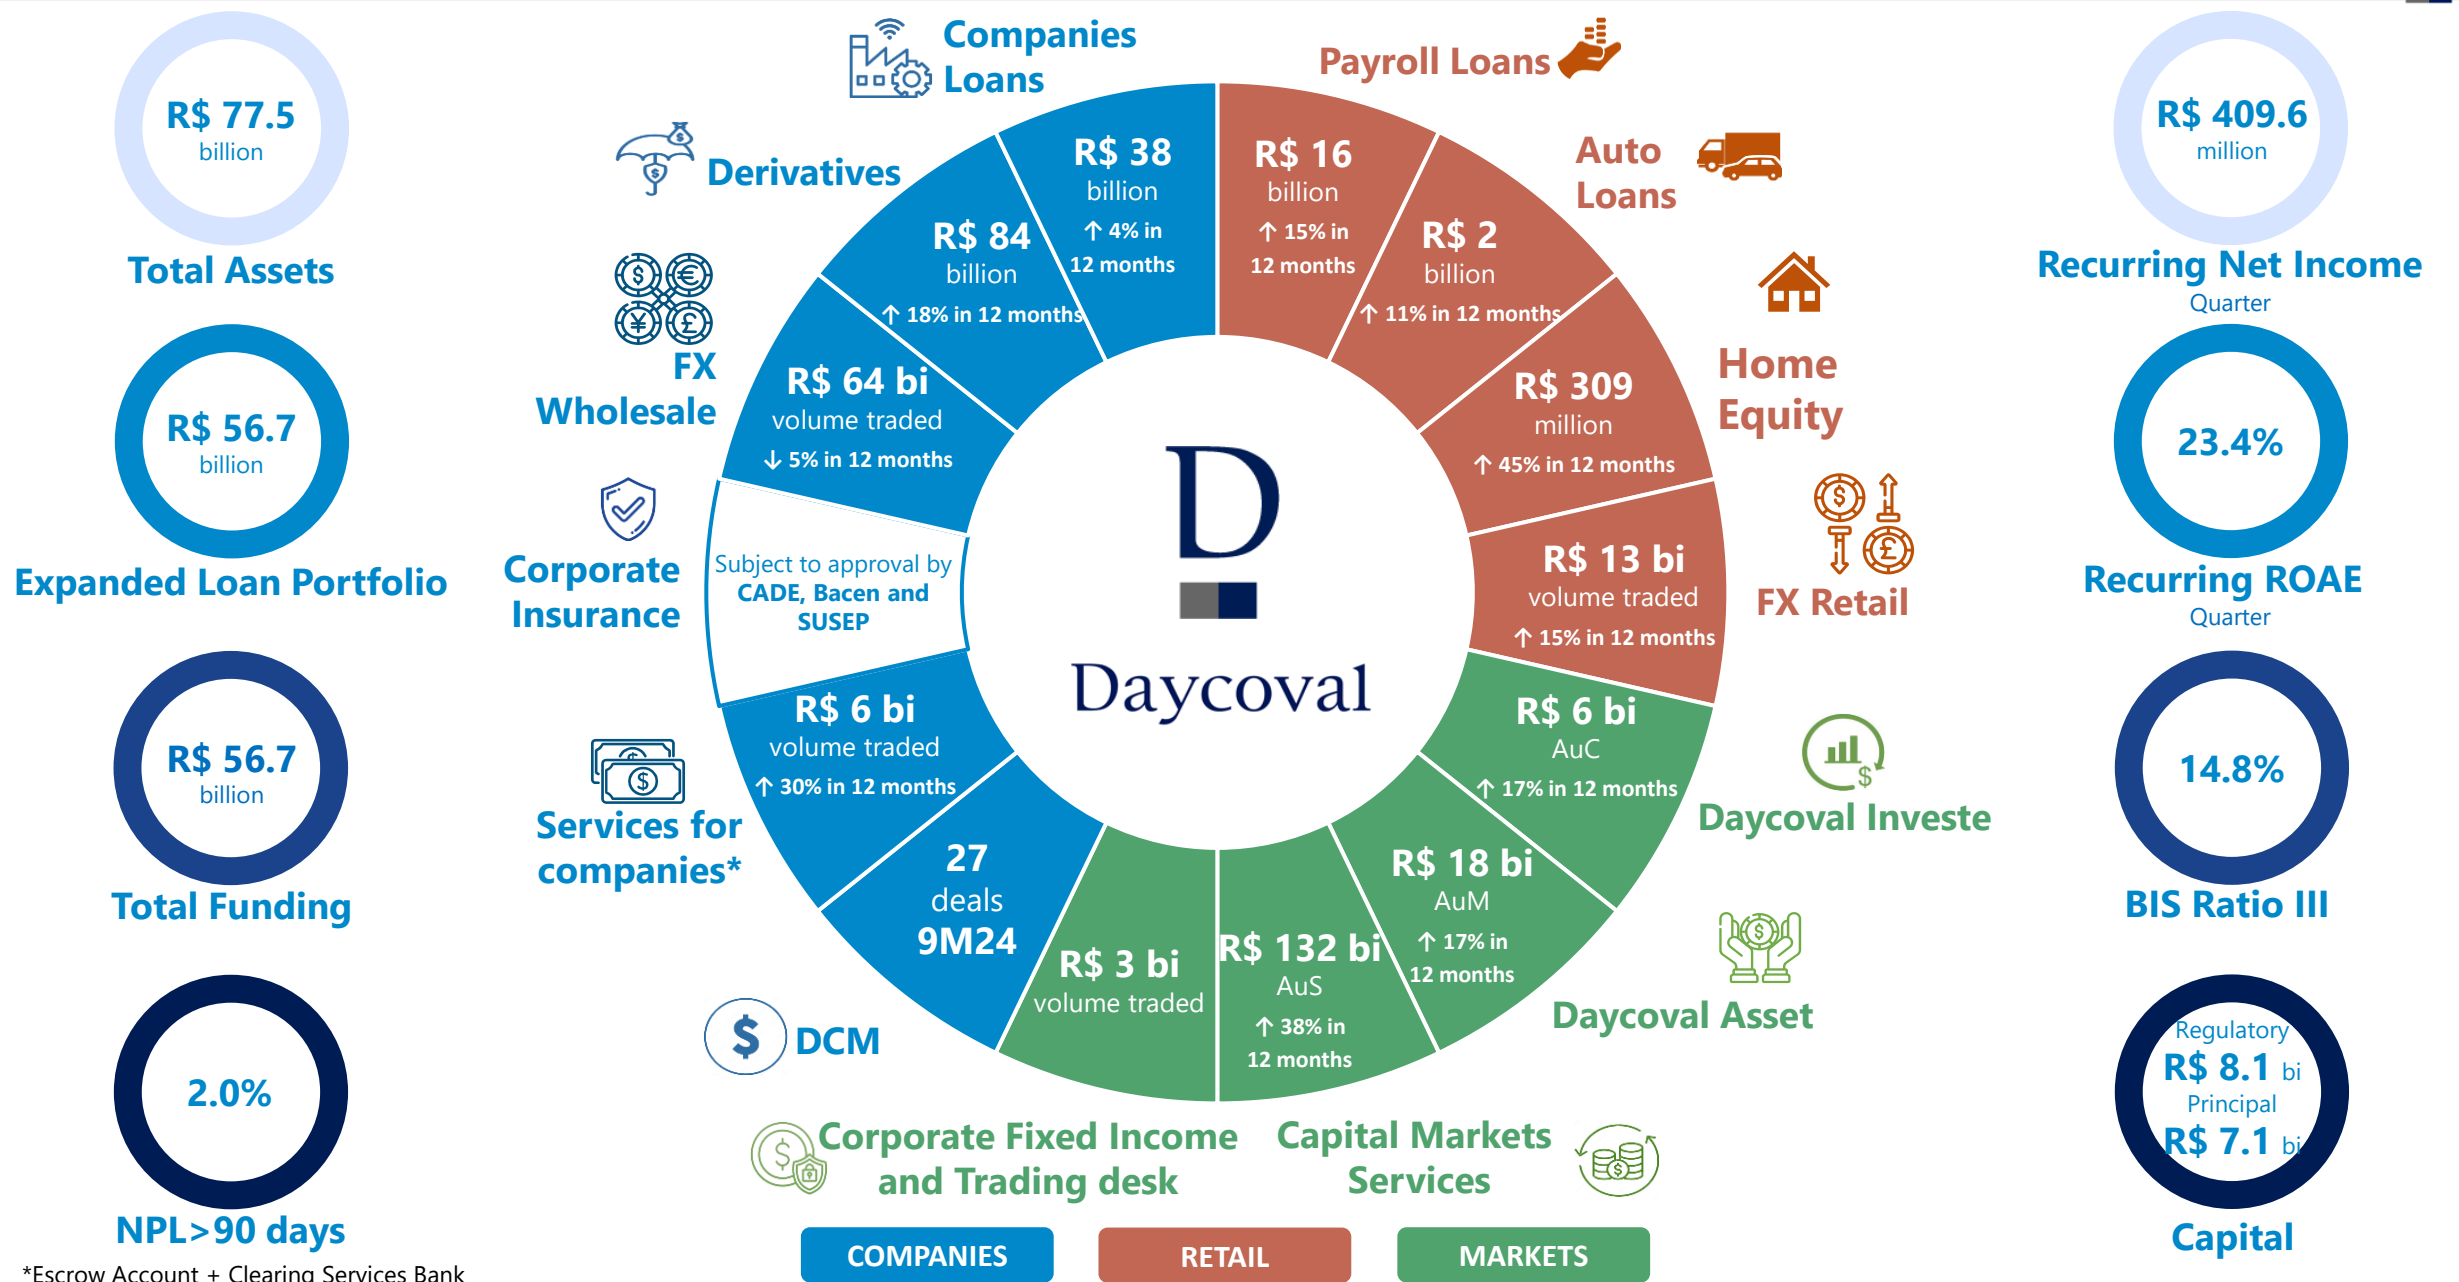 R$ 77.5
billion
Total Assets
R$ 56.7
billion
Expanded Loan Portfolio
R$ 56.7
billion
Total Funding
2.0%
NPL>90 days
*Escrow Account + Clearing Services Bank
Companies
Loans
R$ 38
billion
↑ 4% in
12 months
Derivatives
R$ 84
billion
↑ 18% in 12 months
FX
Wholesale
R$ 64 bi
volume traded
↓ 5% in 12 months
Corporate
Insurance
Subject to approval by
CADE, Bacen and
SUSEP
Services for
companies*
R$ 6 bi
volume traded
↑ 30% in 12 months
DCM
27
deals
9M24
Payroll Loans
R$ 16
billion
↑ 15% in
12 months
Auto
Loans
R$ 2
billion
↑ 11% in 12 months
Home
Equity
R$ 309
million
↑ 45% in 12 months
FX Retail
R$ 13 bi
volume traded
↑ 15% in 12 months
Daycoval Investe
R$ 6 bi
AuC
↑ 17% in 12 months
Daycoval Asset
R$ 18 bi
AuM
↑ 17% in
12 months
Capital Markets
Services
R$ 132 bi
AuS
↑ 38% in
12 months
Corporate Fixed Income
and Trading desk
R$ 3 bi
volume traded
D
Daycoval
COMPANIES
RETAIL
MARKETS
R$ 409.6
million
Recurring Net Income
Quarter
23.4%
Recurring ROAE
Quarter
14.8%
BIS Ratio III
Regulatory
R$ 8.1 bi
Principal
R$ 7.1 bi
Capital